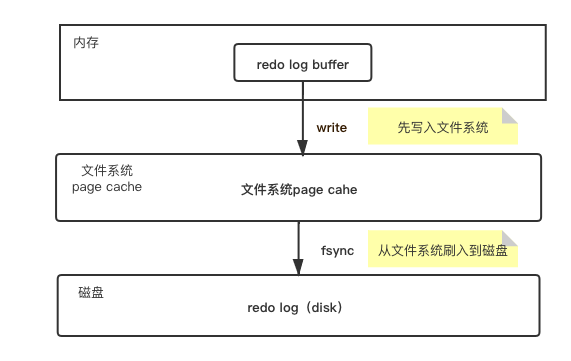 内存
redo log buffer
write
先写入文件系统
文件系统
page cache
文件系统page cahe
fsync
从文件系统刷入到磁盘
磁盘
redo log（disk）